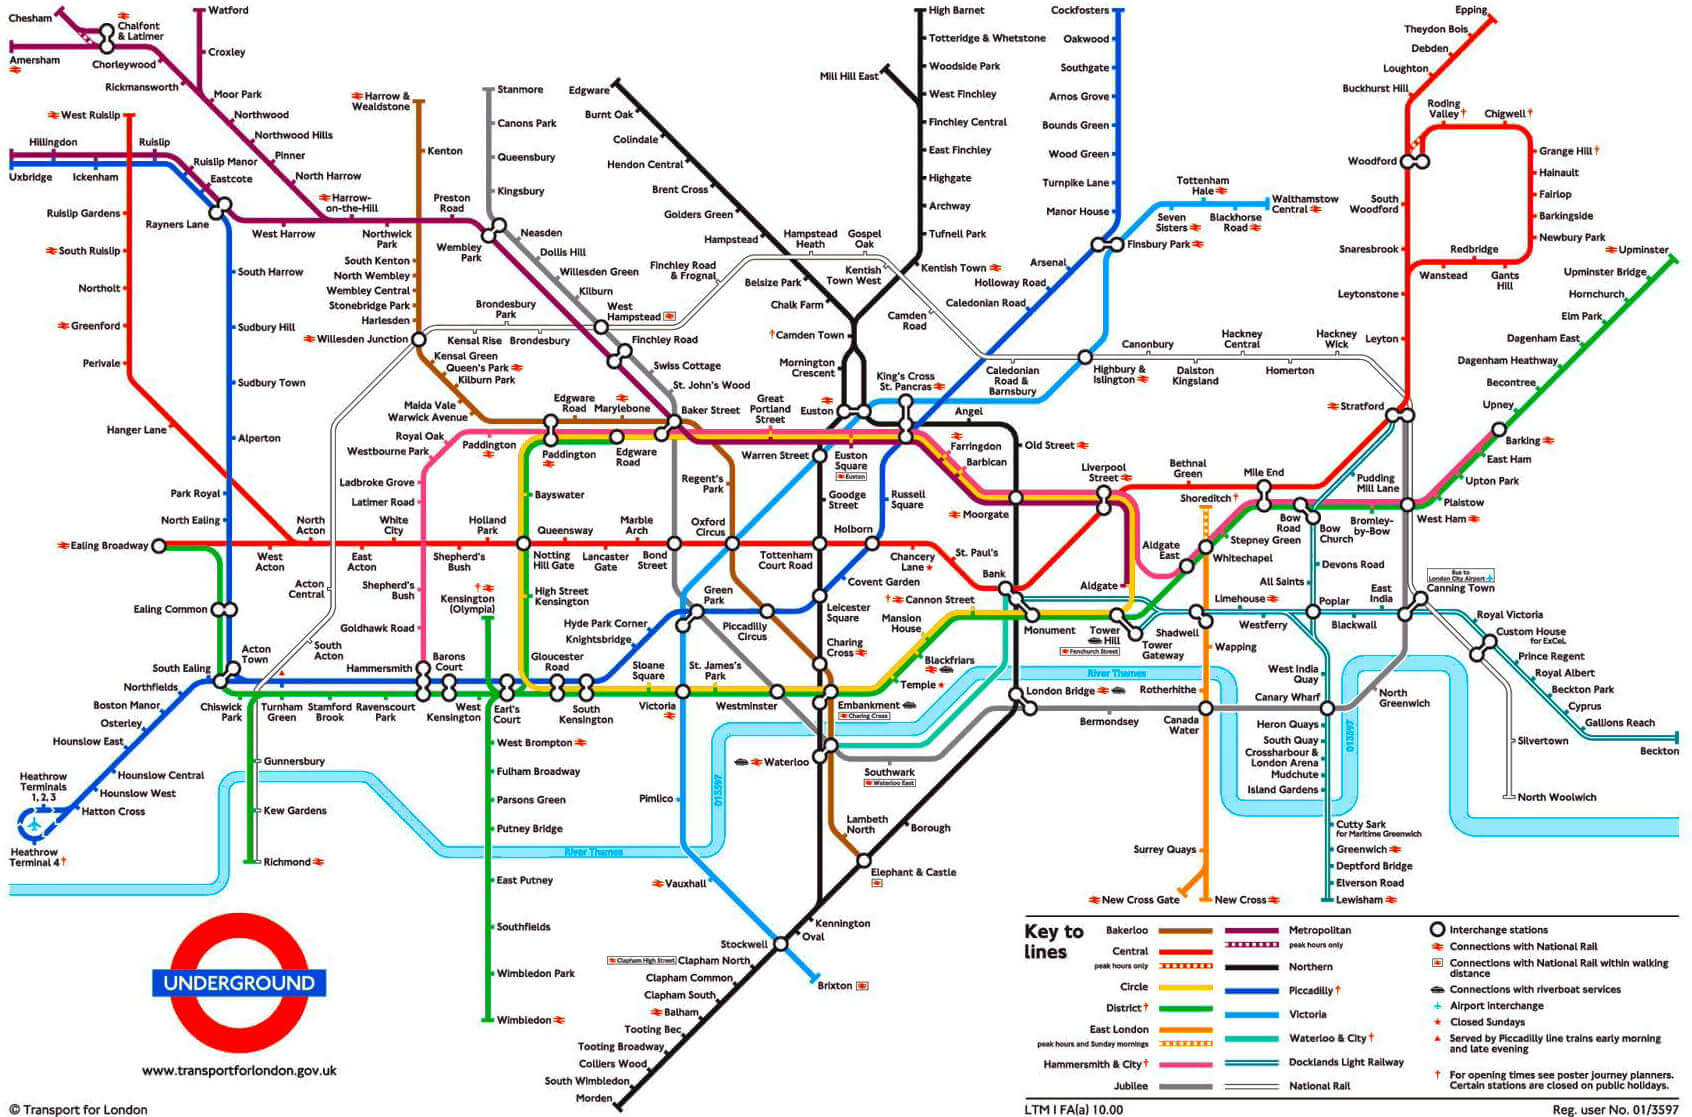 Chesham
Chalfont
& Latimer
Watford
Amersham
Chorleywood
Croxley
Rickmansworth
Moor Park
Northwood
Northwood Hills
Pinner
North Harrow
Harrow-
on-the-Hill
West Ruislip
Hillingdon
Ruislip
Ruislip Manor
Eastcote
Uxbridge
Ickenham
Rayners Lane
West Harrow
Northwick
Park
Preston
Road
Wembley
Park
Ruislip Gardens
South Ruislip
Northolt
Greenford
Perivale
Hanger Lane
South Harrow
Sudbury Hill
Sudbury Town
Alperton
Park Royal
North Ealing
Ealing Broadway
Ealing Common
West
Acton
North
Acton
East
Acton
White
City
Shepherd's
Bush
Holland
Park
Notting
Hill Gate
Queensway
Lancaster
Gate
Marble
Arch
Bond
Street
Oxford
Circus
Tottenham
Court Road
Holborn
Chancery
Lane
St. Paul's
Bank
Harrow &
Wealdstone
Kenton
South Kenton
North Wembley
Wembley Central
Stonebridge Park
Harlesden
Willesden Junction
Kensal Green
Queen's Park
Kilburn Park
Maida Vale
Warwick Avenue
Stanmore
Canons Park
Queensbury
Kingsbury
Neasden
Dollis Hill
Willesden Green
Kilburn
West
Hampstead
Finchley Road
Swiss Cottage
St. John's Wood
Baker Street
Brondesbury
Park
Kensal Rise
Brondesbury
Finchley Road
& Frognal
Hampstead
Heath
Gospel
Oak
Kentish
Town West
Camden
Road
Caledonian
Road &
Barnsbury
Highbury &
Islington
Canonbury
Dalston
Kingsland
Hackney
Central
Homerton
Hackney
Wick
Stratford
Edgware
Burnt Oak
Colindale
Hendon Central
Brent Cross
Golders Green
Hampstead
Belsize Park
Chalk Farm
Camden Town
Mornington
Crescent
Euston
Mill Hill East
High Barnet
Totteridge & Whetstone
Woodside Park
West Finchley
Finchley Central
East Finchley
Highgate
Archway
Tufnell Park
Kentish Town
Cockfosters
Oakwood
Southgate
Arnos Grove
Bounds Green
Wood Green
Turnpike Lane
Manor House
Finsbury Park
Arsenal
Holloway Road
Caledonian Road
Seven
Sisters
Tottenham
Hale
Blackhorse
Road
Walthamstow
Central
King's Cross
St. Pancras
Angel
Old Street
Farringdon
Barbican
Moorgate
Liverpool
Street
Bethnal
Green
Mile End
Shoreditch
Epping
Theydon Bois
Debden
Loughton
Buckhurst Hill
Roding
Valley
Chigwell
Grange Hill
Hainault
Fairlop
Barkingside
Newbury Park
Woodford
South
Woodford
Snaresbrook
Redbridge
Wanstead
Gants
Hill
Leytonstone
Leyton
Upminster
Upminster Bridge
Hornchurch
Elm Park
Dagenham East
Dagenham Heathway
Becontree
Upney
Barking
East Ham
Upton Park
Plaistow
West Ham
Bromley-
by-Bow
Bow
Road
Bow
Church
Pudding
Mill Lane
Stepney Green
Whitechapel
Aldgate
East
Aldgate
Devons Road
All Saints
Poplar
Limehouse
Westferry
Blackwall
East
India
Canning Town
Bus to
London City Airport
Royal Victoria
Custom House
for ExCeL
Prince Regent
Royal Albert
Beckton Park
Cyprus
Gallions Reach
Beckton
Silvertown
North Woolwich
Royal Oak
Westbourne Park
Ladbroke Grove
Latimer Road
Shepherd's
Bush
Goldhawk Road
Hammersmith
Paddington
Paddington
Edgware
Road
Marylebone
Edgware
Road
Great
Portland
Street
Euston
Square
Euston
Warren Street
Regent's
Park
Goodge
Street
Russell
Square
Bayswater
High Street
Kensington
Kensington
(Olympia)
Acton
Central
South
Acton
Acton
Town
South Ealing
Northfields
Boston Manor
Osterley
Hounslow East
Hounslow Central
Hounslow West
Hatton Cross
Heathrow
Terminals
1, 2, 3
Heathrow
Terminal 4
Chiswick
Park
Turnham
Green
Stamford
Brook
Ravenscourt
Park
Barons
Court
West
Kensington
Earl's
Court
Gloucester
Road
South
Kensington
Sloane
Square
Victoria
St. James's
Park
Westminster
Hyde Park Corner
Knightsbridge
Green
Park
Piccadilly
Circus
Leicester
Square
Covent Garden
Charing
Cross
Embankment
Charing Cross
Temple
Blackfriars
Mansion
House
Cannon Street
Monument
Tower
Hill
Fenchurch Street
Tower
Gateway
Shadwell
Wapping
Rotherhithe
Canada
Water
Surrey Quays
New Cross Gate
New Cross
Gunnersbury
Kew Gardens
Richmond
West Brompton
Fulham Broadway
Parsons Green
Putney Bridge
East Putney
Southfields
Wimbledon Park
Wimbledon
River Thames
013597
River Thames
013597
Pimlico
Vauxhall
Stockwell
Brixton
Waterloo
Southwark
Waterloo East
London Bridge
Bermondsey
Canary Wharf
North
Greenwich
West India
Quay
Heron Quays
South Quay
Crossharbour &
London Arena
Mudchute
Island Gardens
Cutty Sark
for Maritime Greenwich
Greenwich
Deptford Bridge
Elverson Road
Lewisham
Lambeth
North
Borough
Elephant & Castle
Kennington
Oval
Clapham High Street
Clapham North
Clapham Common
Clapham South
Balham
Tooting Bec
Tooting Broadway
Colliers Wood
South Wimbledon
Morden
UNDERGROUND
www.transportforlondon.gov.uk
© Transport for London
Key to
lines
Bakerloo
Central
peak hours only
Circle
District
East London
peak hours and Sunday mornings
Hammersmith & City
Jubilee
Metropolitan
peak hours only
Northern
Piccadilly
Victoria
Waterloo & City
Docklands Light Railway
National Rail
Interchange stations
Connections with National Rail
Connections with National Rail within walking
distance
Connections with riverboat services
Airport interchange
Closed Sundays
Served by Piccadilly line trains early morning
and late evening
For opening times see poster journey planners.
Certain stations are closed on public holidays.
LTM I FA(a) 10.00
Reg. user No. 01/3597